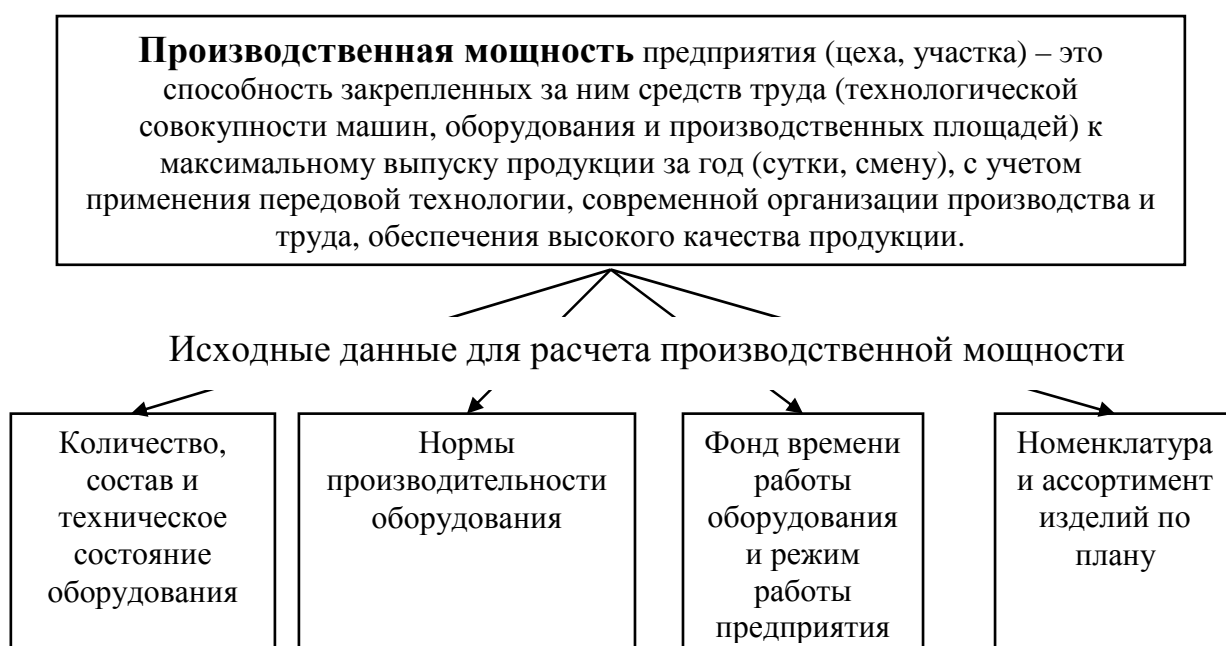 Производственная мощность предприятия (цеха, участка) – это
способность закрепленных за ним средств труда (технологической
совокупности машин, оборудования и производственных площадей) к
максимальному выпуску продукции за год (сутки, смену), с учетом
применения передовой технологии, современной организации производства и
труда, обеспечения высокого качества продукции.
Исходные данные для расчета производственной мощности
Количество,
состав и
техническое
состояние
оборудования
Нормы
производительности
оборудования
Фонд времени
работы
оборудования
и режим
работы
предприятия
Номенклатура
и ассортимент
изделий по
плану